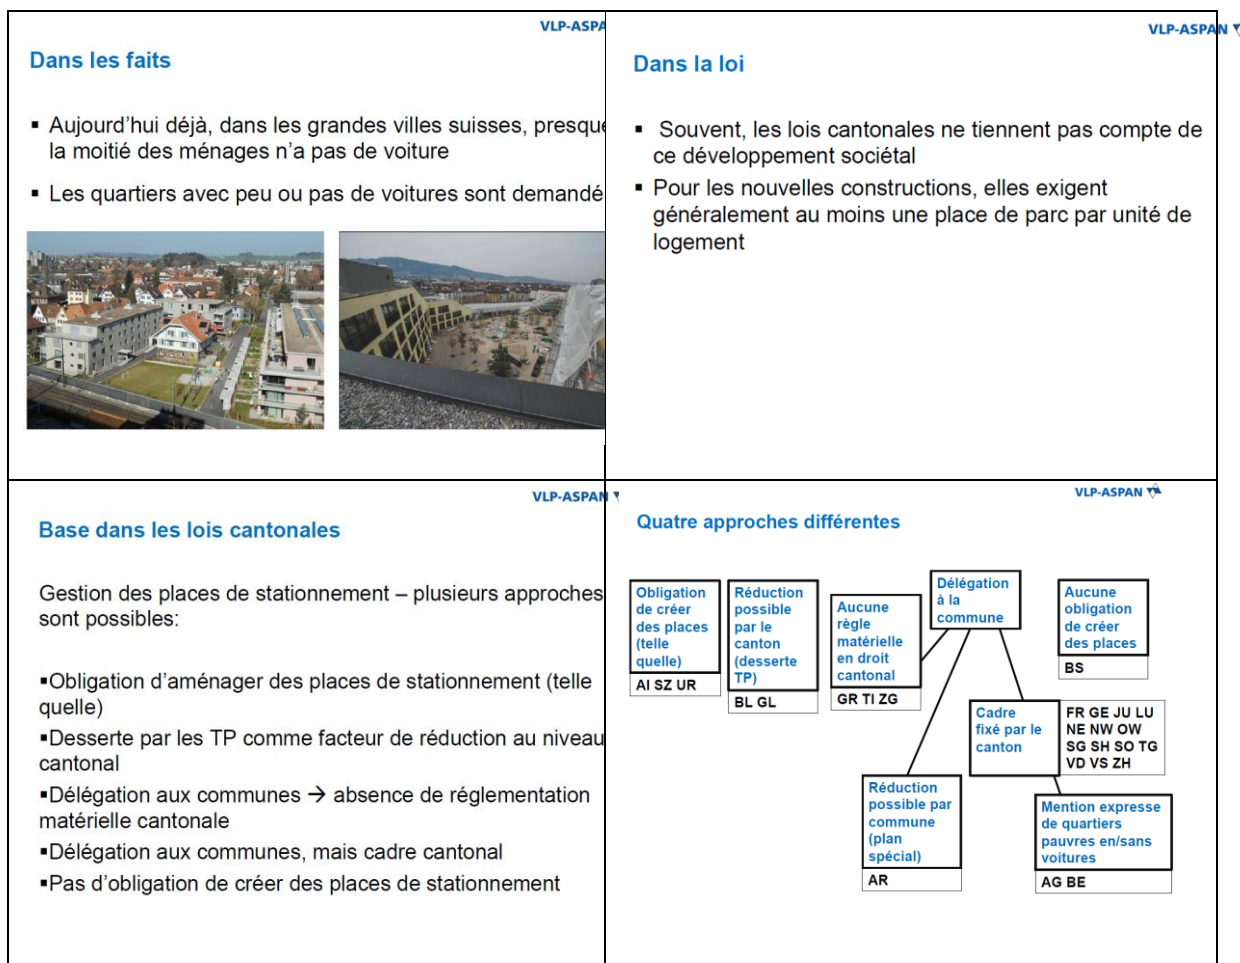 VLP-ASPA
Dans les faits
▪ Aujourd'hui déjà, dans les grandes villes suisses, presque
la moitié des ménages n'a pas de voiture
▪ Les quartiers avec peu ou pas de voitures sont demandé
VLP-ASPAN
Dans la loi
▪ Souvent, les lois cantonales ne tiennent pas compte de
ce développement sociétal
▪ Pour les nouvelles constructions, elles exigent
généralement au moins une place de parc par unité de
logement
VLP-ASPAN
Base dans les lois cantonales
Gestion des places de stationnement – plusieurs approches
sont possibles:
▪Obligation d'aménager des places de stationnement (telle
quelle)
▪Desserte par les TP comme facteur de réduction au niveau
cantonal
▪Délégation aux communes → absence de réglementation
matérielle cantonale
▪Délégation aux communes, mais cadre cantonal
▪Pas d'obligation de créer des places de stationnement
VLP-ASPAN
Quatre approches différentes
Obligation
de créer
des places
(telle
quelle)
AI SZ UR
Réduction
possible
par le
canton
(desserte
TP)
BL GL
Aucune
règle
matérielle
en droit
cantonal
GR TI ZG
Délégation
à la
commune
Aucune
obligation
de créer
des places
BS
Cadre
fixé par le
canton
FR GE JU LU
NE NW OW
SG SH SO TG
VD VS ZH
Réduction
possible par
commune
(plan
spécial)
AR
Mention expresse
de quartiers
pauvres en/sans
voitures
AG BE